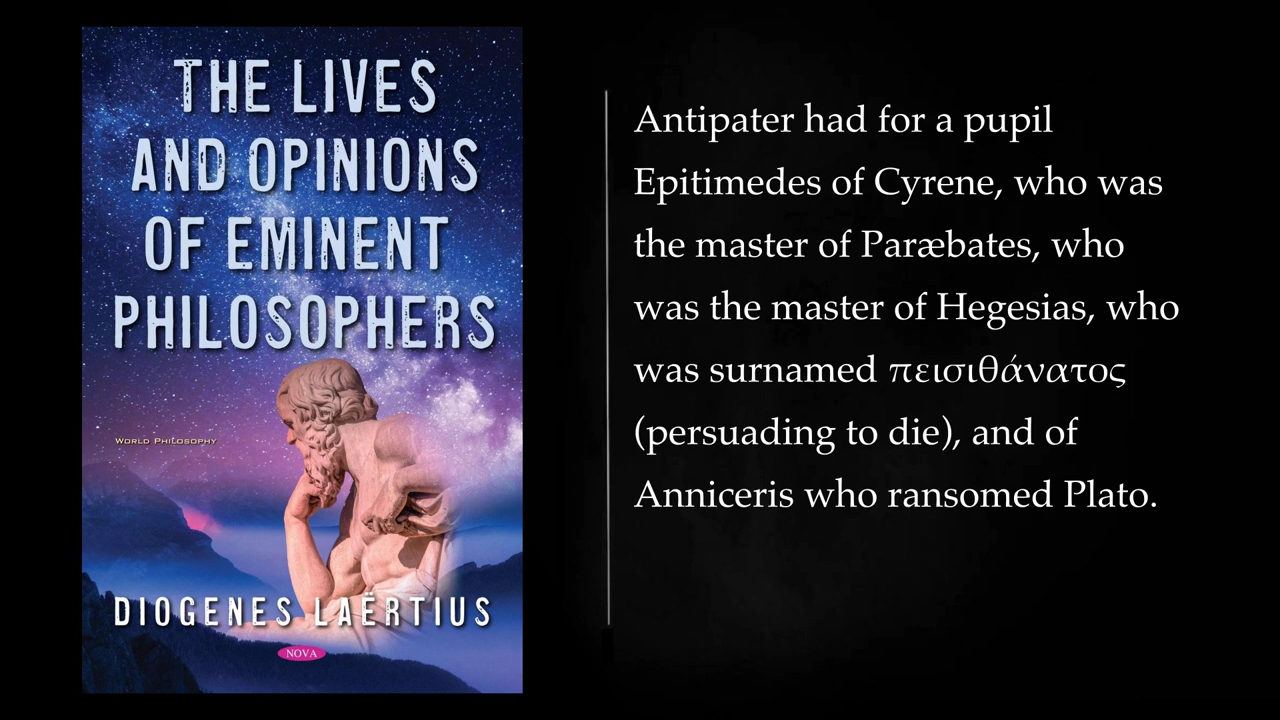 THE LIVES
AND OPINIONS
OF EMINENT
PHILOSOPHERS
WORLD PHILOSOPHY
DIOGENES LAËRTIUS
NOVA
Antipater had for a pupil
Epitimedes of Cyrene, who was
the master of Paræbates, who
was the master of Hegesias, who
was surnamed πεισιθάνατος
(persuading to die), and of
Anniceris who ransomed Plato.